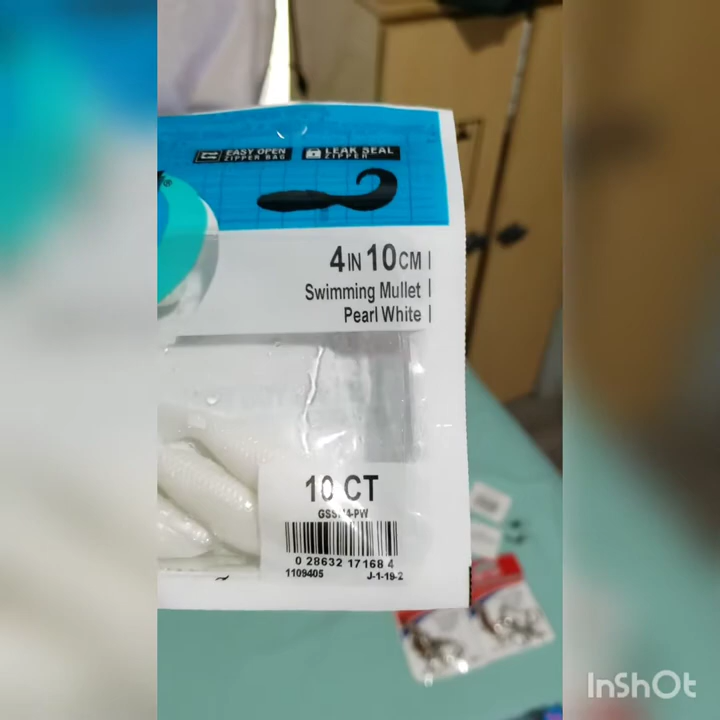 EASY OPEN
ZIPPER BAG
LEAK SEAL
ZIPPER
4IN 10CM
Swimming Mullet
Pearl White
10 CT
0 28632 17168 4
1109405 J-1-19-2
InShOt